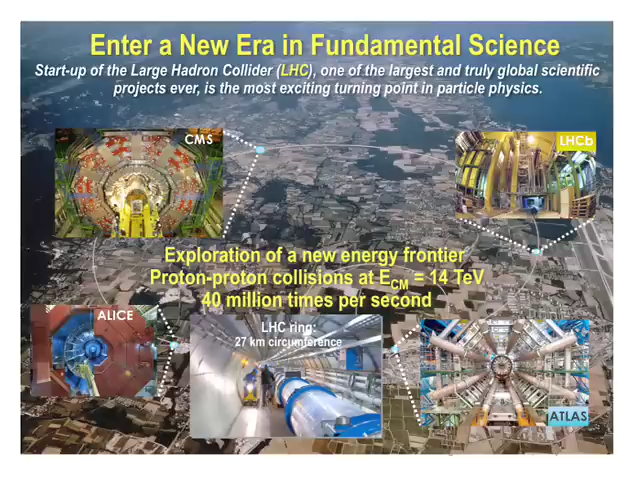 Enter a New Era in Fundamental Science
Start-up of the Large Hadron Collider (LHC), one of the largest and truly global scientific
projects ever, is the most exciting turning point in particle physics.
CMS
LHCb
Exploration of a new energy frontier
Proton-proton collisions at ECM = 14 TeV
40 million times per second
ALICE
LHC ring:
27 km circumference
ATLAS